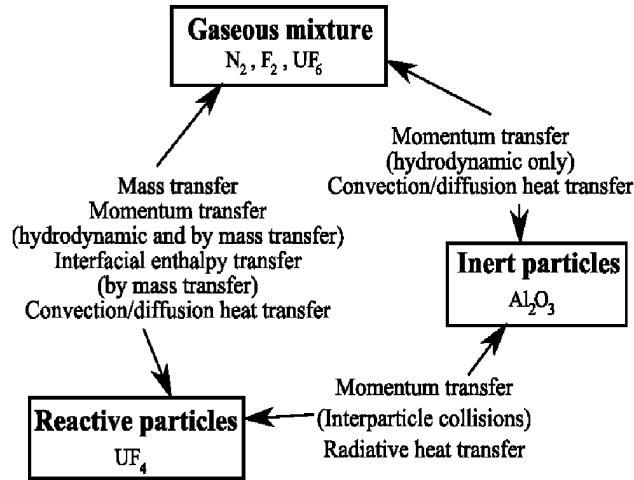 Gaseous mixture
N₂ , F₂ , UF₆
Momentum transfer
(hydrodynamic only)
Convection/diffusion heat transfer
Mass transfer
Momentum transfer
(hydrodynamic and by mass transfer)
Interfacial enthalpy transfer
(by mass transfer)
Convection/diffusion heat transfer
Inert particles
Al₂O₃
Momentum transfer
(Interparticle collisions)
Radiative heat transfer
Reactive particles
UF₄